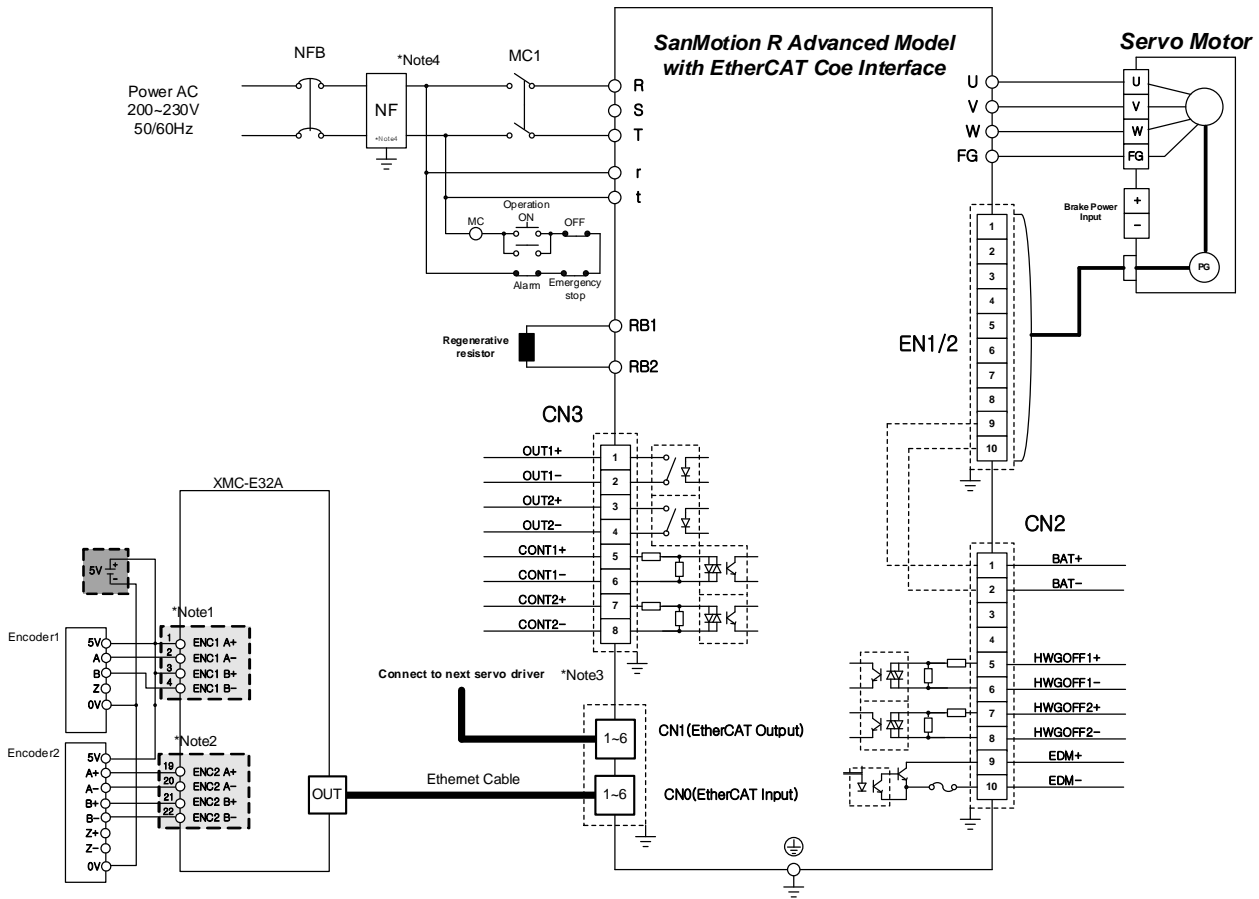 SanMotion R Advanced Model
with EtherCAT Coe Interface
Servo Motor
NFB
*Note4
MC1
Power AC
200~230V
50/60Hz
NF
*Note4
R
S
T
r
t
U
V
W
FG
U
V
W
FG
Brake Power
Input
+
−
PG
Operation
ON
OFF
MC
Alarm
Emergency
stop
Regenerative
resistor
RB1
RB2
EN1/2
1
2
3
4
5
6
7
8
9
10
CN3
OUT1+
OUT1-
OUT2+
OUT2-
CONT1+
CONT1-
CONT2+
CONT2-
1
2
3
4
5
6
7
8
CN2
1
2
3
4
5
6
7
8
9
10
BAT+
BAT-
HWGOFF1+
HWGOFF1-
HWGOFF2+
HWGOFF2-
EDM+
EDM-
XMC-E32A
5V
+
-
*Note1
Encoder1
5V
A
B
Z
0V
1
2
3
4
ENC1 A+
ENC1 A-
ENC1 B+
ENC1 B-
*Note2
Encoder2
5V
A+
A-
B+
B-
Z+
Z-
0V
19
20
21
22
ENC2 A+
ENC2 A-
ENC2 B+
ENC2 B-
OUT
Ethernet Cable
Connect to next servo driver
*Note3
1~6
CN1(EtherCAT Output)
1~6
CN0(EtherCAT Input)